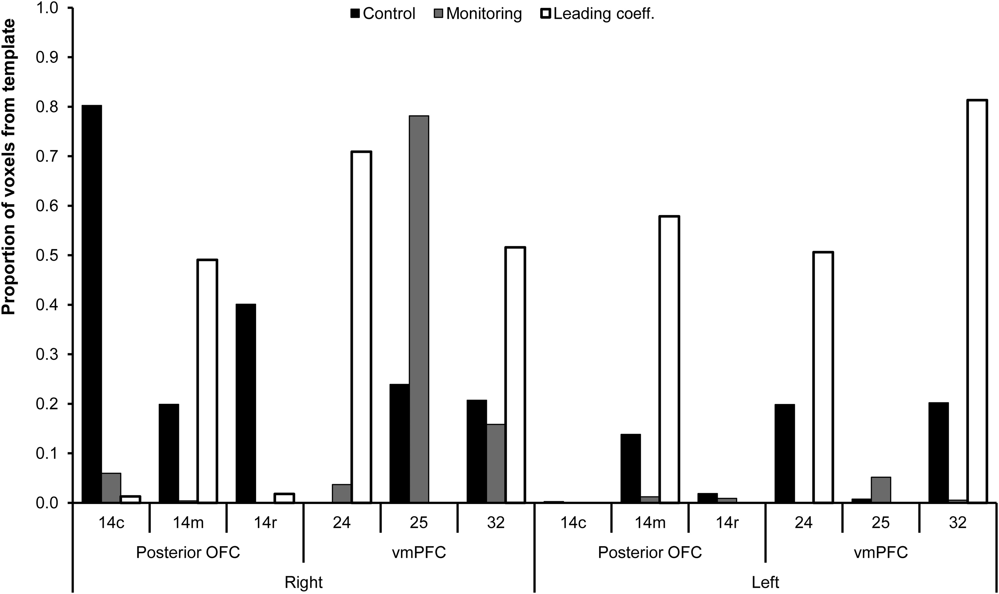 Control Monitoring Leading coeff.
Proportion of voxels from template
1.0
0.9
0.8
0.7
0.6
0.5
0.4
0.3
0.2
0.1
0.0
14c 14m 14r 24 25 32 14c 14m 14r 24 25 32
Posterior OFC vmPFC Posterior OFC vmPFC
Right Left